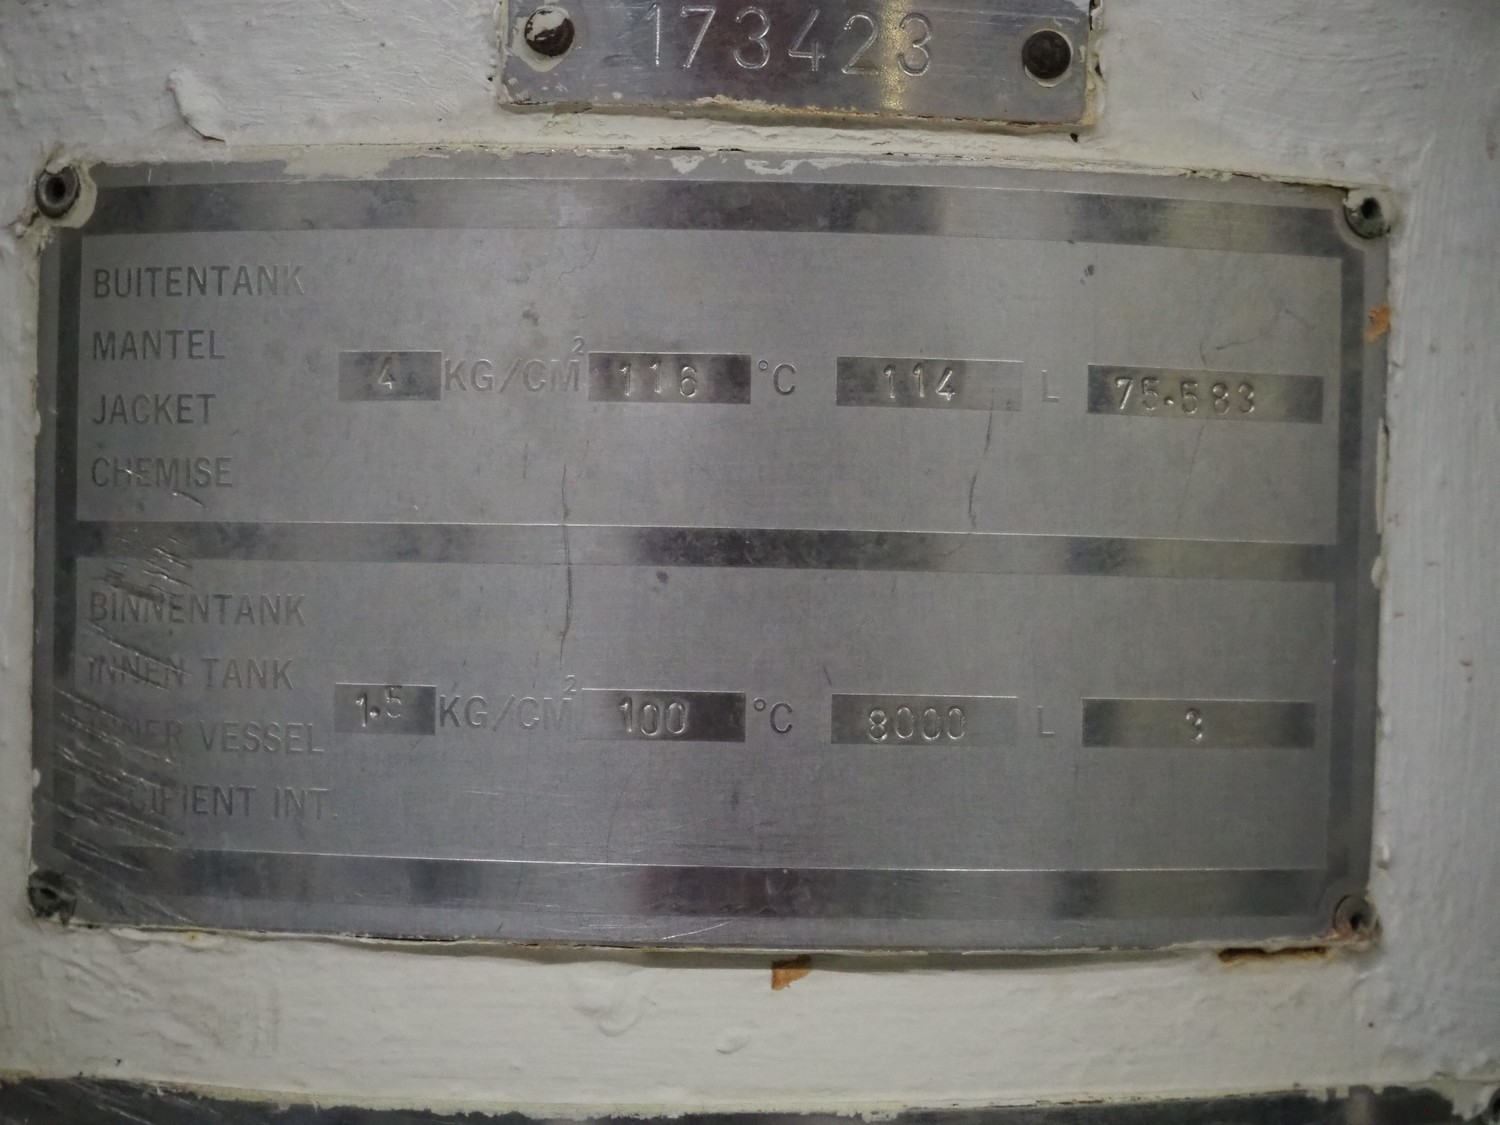 173423
BUITENTANK
MANTEL
JACKET
CHEMISE
4 KG/CM² 116 °C 114 L 75.583
BINNENTANK
INNEN TANK
INNER VESSEL
RECIPIENT INT.
1.5 KG/CM² 100 °C 8000 L 3